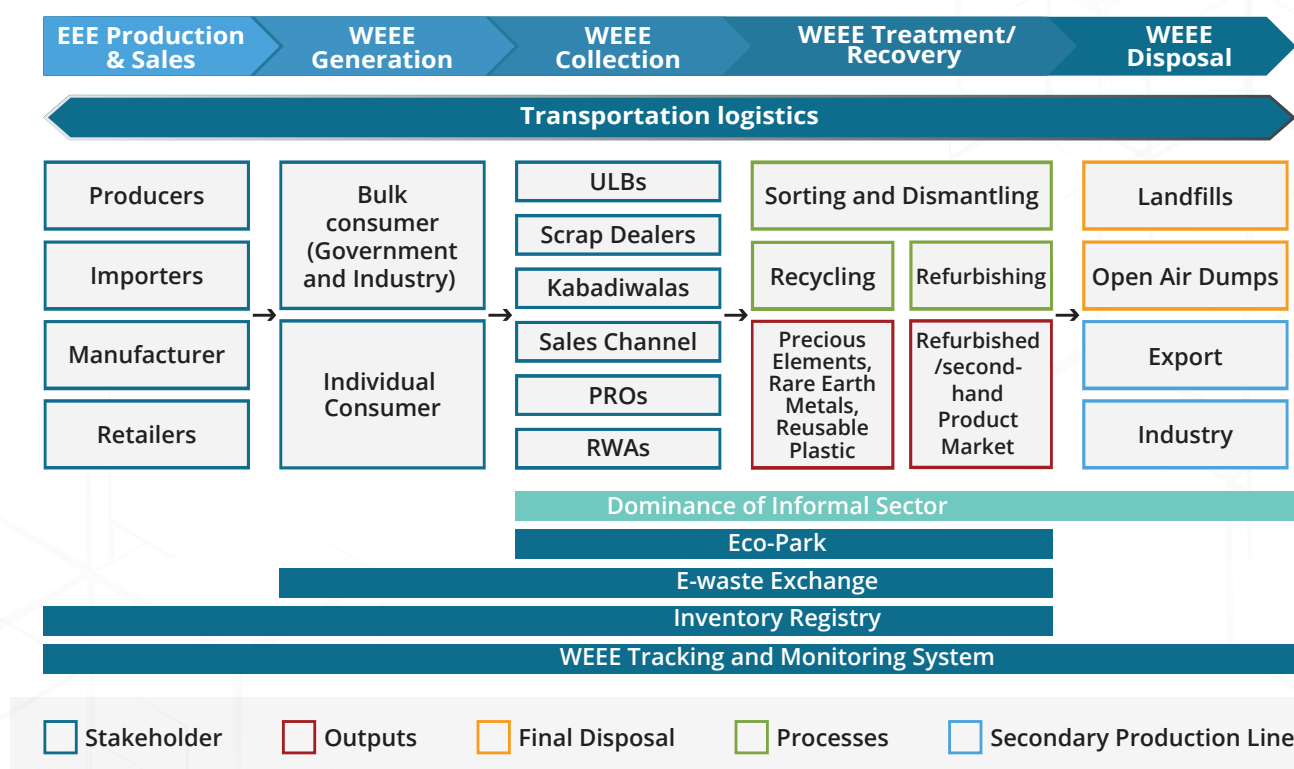 EEE Production
& Sales
WEEE
Generation
WEEE
Collection
WEEE Treatment/
Recovery
WEEE
Disposal
Transportation logistics
Producers
Importers
Manufacturer
Retailers
Bulk
consumer
(Government
and Industry)
Individual
Consumer
ULBs
Scrap Dealers
Kabadiwalas
Sales Channel
PROs
RWAs
Sorting and Dismantling
Recycling
Refurbishing
Precious
Elements,
Rare Earth
Metals,
Reusable
Plastic
Refurbished
/second-
hand
Product
Market
Landfills
Open Air Dumps
Export
Industry
Dominance of Informal Sector
Eco-Park
E-waste Exchange
Inventory Registry
WEEE Tracking and Monitoring System
Stakeholder
Outputs
Final Disposal
Processes
Secondary Production Line